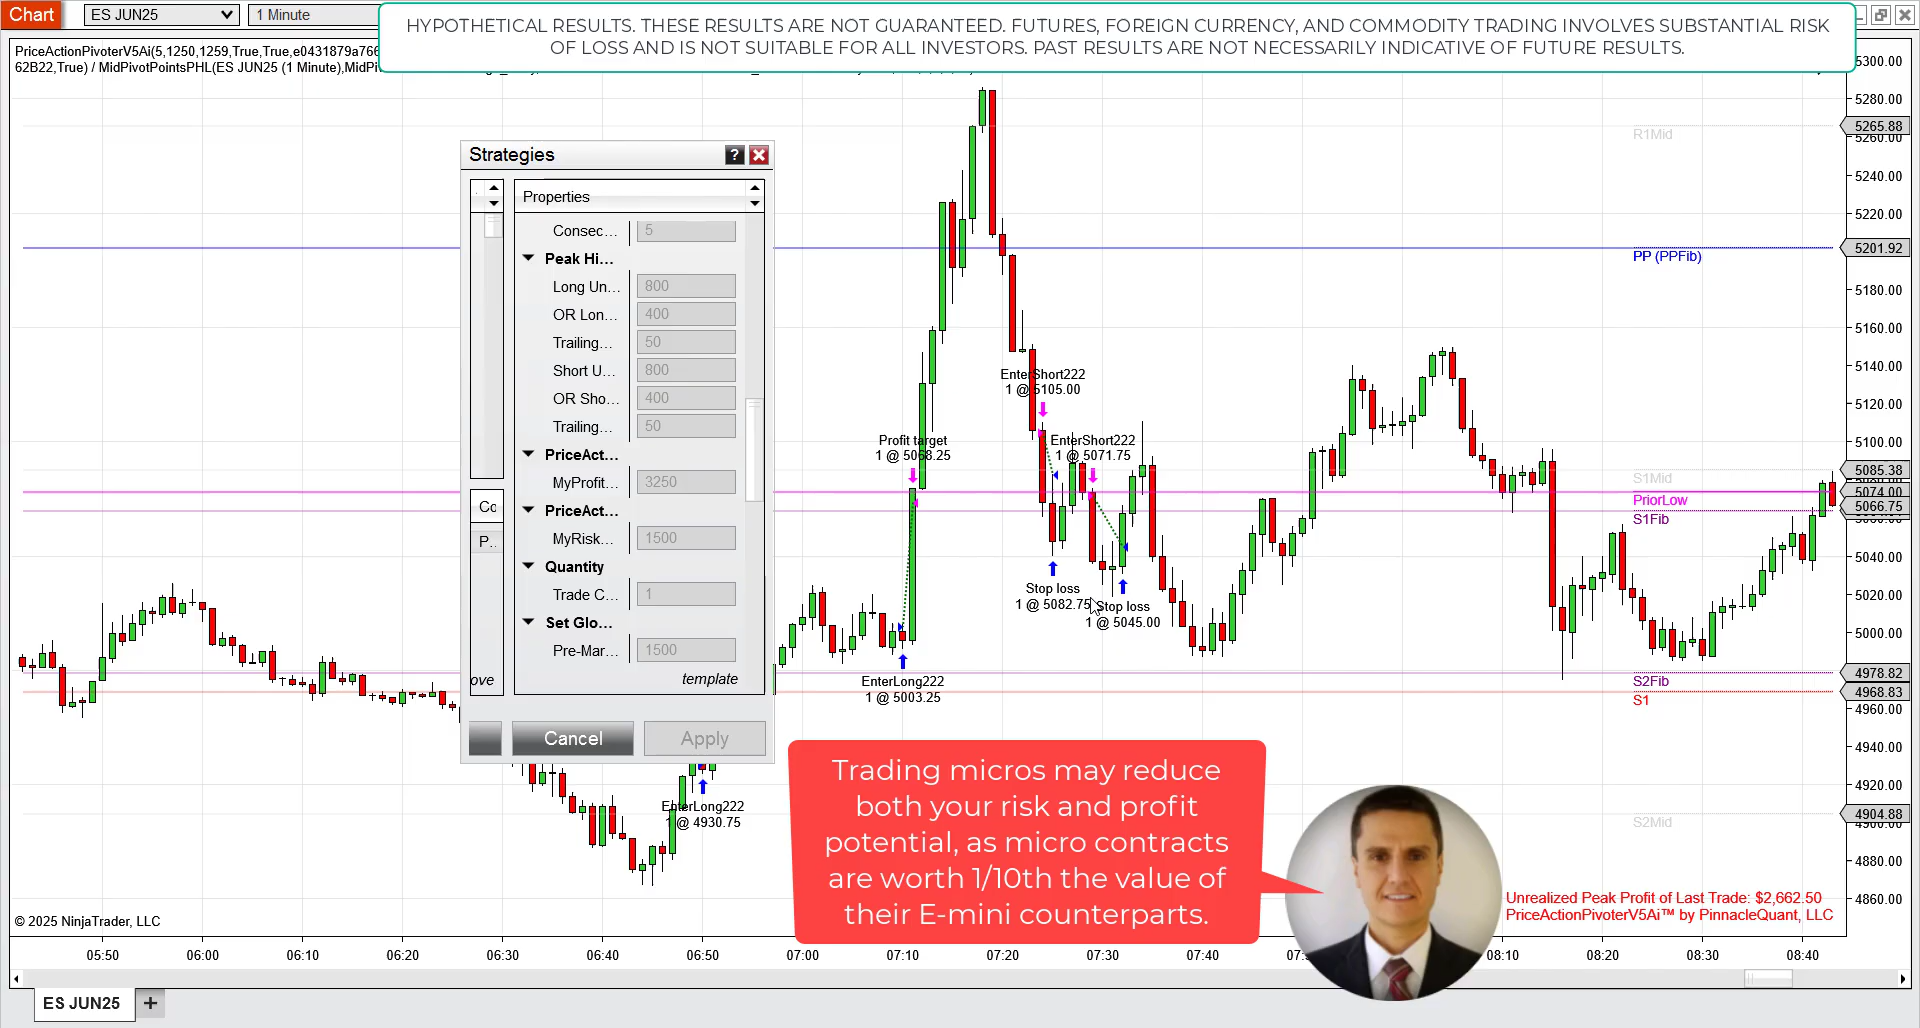 Chart
ES JUN25
1 Minute
HYPOTHETICAL RESULTS. THESE RESULTS ARE NOT GUARANTEED. FUTURES, FOREIGN CURRENCY, AND COMMODITY TRADING INVOLVES SUBSTANTIAL RISK
OF LOSS AND IS NOT SUITABLE FOR ALL INVESTORS. PAST RESULTS ARE NOT NECESSARILY INDICATIVE OF FUTURE RESULTS.
PriceActionPivoterV5Ai(5,1250,1259,True,True,e0431879a766
62B22,True) / MidPivotPointsPHL(ES JUN25 (1 Minute),MidPiv
Strategies
?
Properties
Consec... 5
Peak Hi...
Long Un... 800
OR Lon... 400
Trailing... 50
Short U... 800
OR Sho... 400
Trailing... 50
PriceAct...
MyProfit... 3250
PriceAct...
MyRisk... 1500
Quantity
Trade C... 1
Set Glo...
Pre-Mar... 1500
Co
P...
ove
template
Cancel
Apply
Profit target
1 @ 5068.25
EnterLong222
1 @ 5003.25
EnterShort222
1 @ 5105.00
EnterShort222
1 @ 5071.75
Stop loss
1 @ 5082.75
Stop loss
1 @ 5045.00
EnterLong222
1 @ 4930.75
R1Mid
PP (PPFib)
S1Mid
PriorLow
S1Fib
S2Fib
S1
S2Mid
5300.00
5280.00
5265.88
5260.00
5240.00
5220.00
5201.92
5180.00
5160.00
5140.00
5120.00
5100.00
5085.38
5074.00
5066.75
5040.00
5020.00
5000.00
4978.82
4968.83
4960.00
4940.00
4920.00
4904.88
4900.00
4880.00
4860.00
Trading micros may reduce
both your risk and profit
potential, as micro contracts
are worth 1/10th the value of
their E-mini counterparts.
Unrealized Peak Profit of Last Trade: $2,662.50
PriceActionPivoterV5Ai™ by PinnacleQuant, LLC
© 2025 NinjaTrader, LLC
05:50 06:00 06:10 06:20 06:30 06:40 06:50 07:00 07:10 07:20 07:30 07:40 08:10 08:20 08:30 08:40
ES JUN25
+